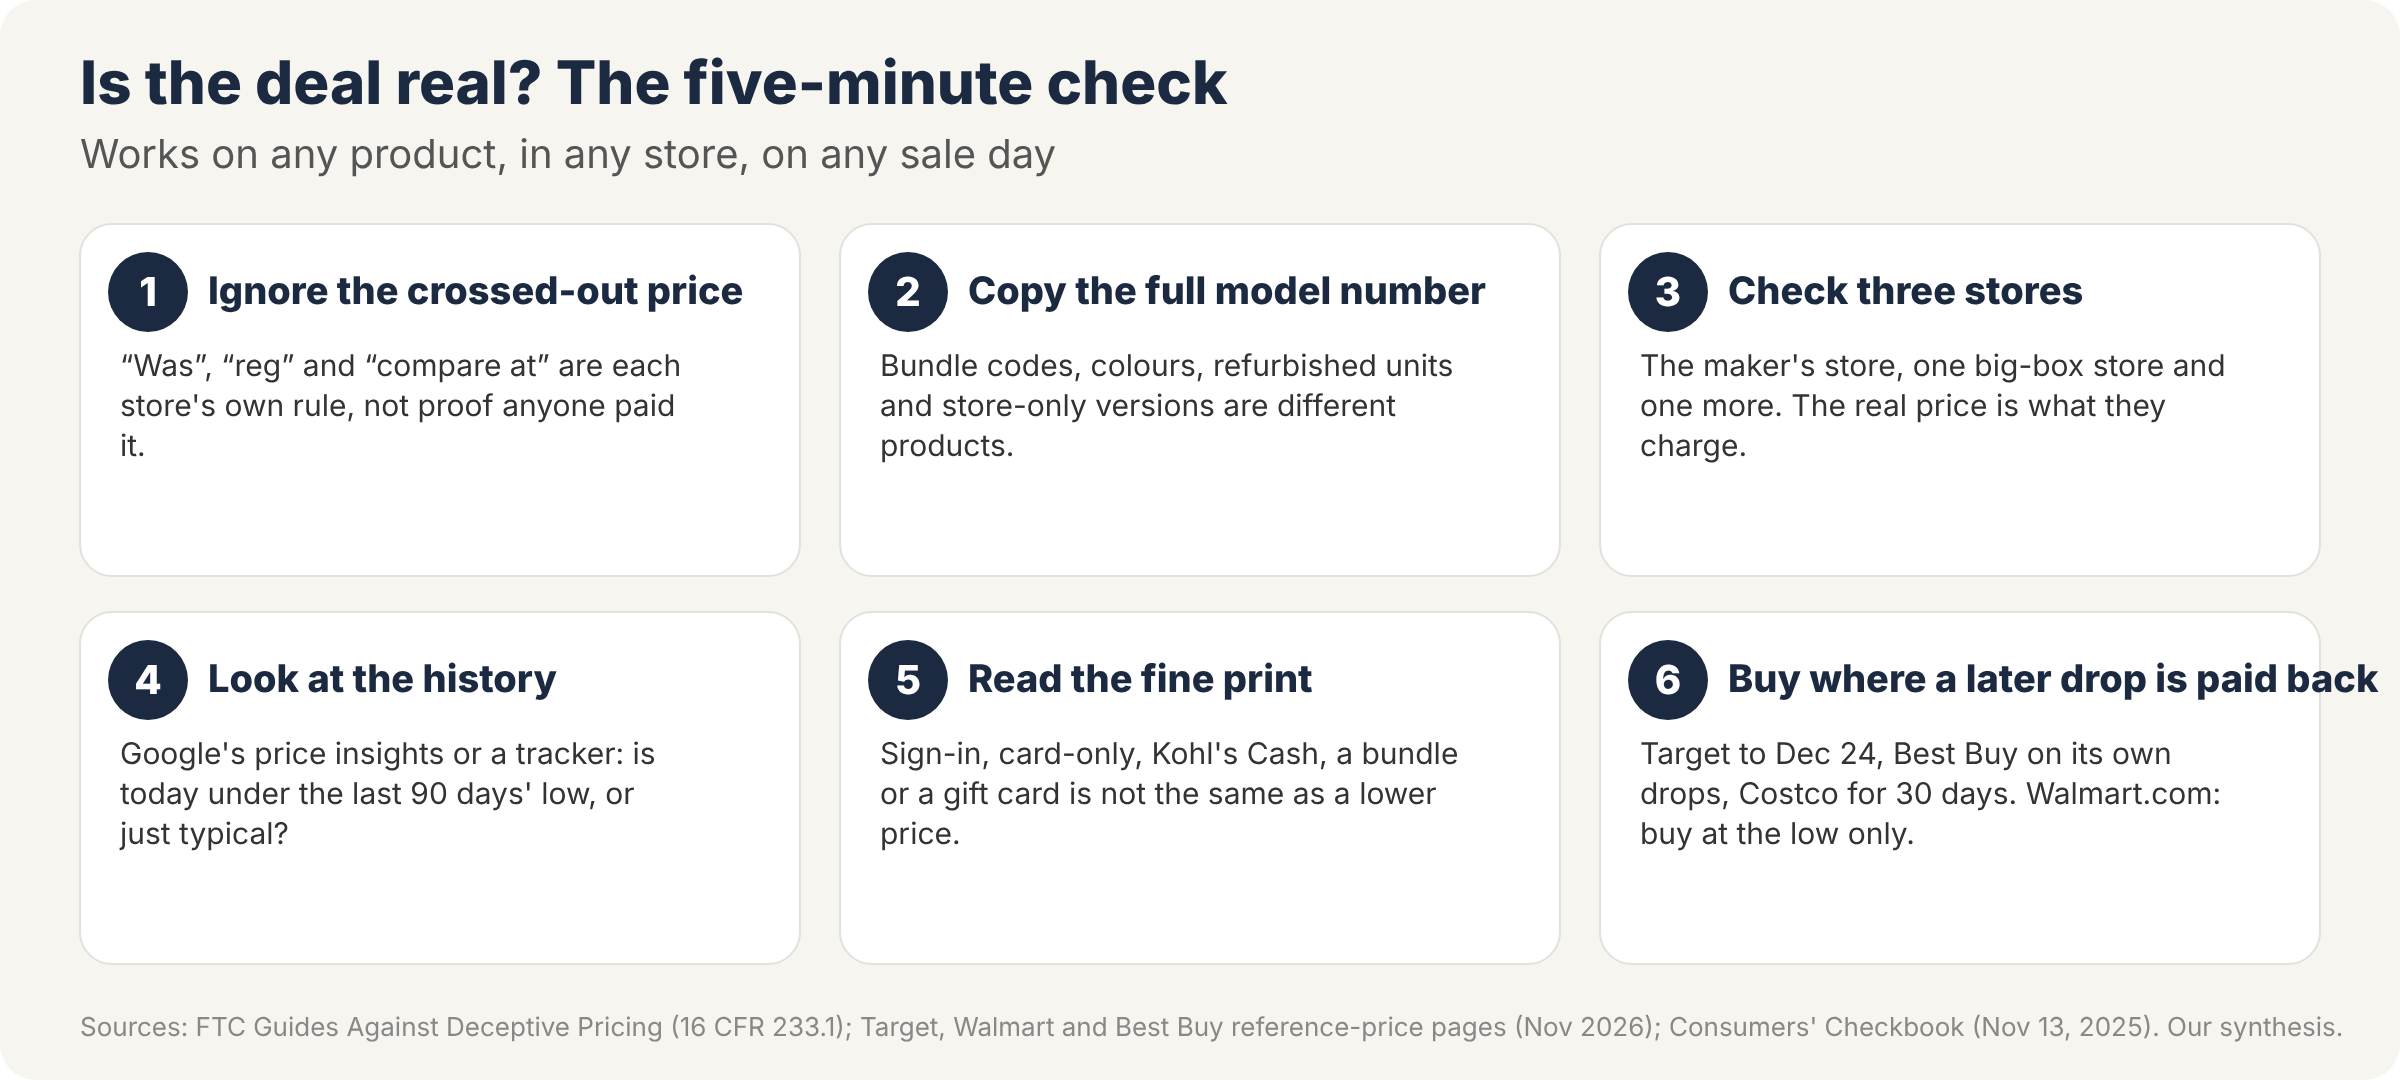 Is the deal real? The five-minute check
Works on any product, in any store, on any sale day
1 Ignore the crossed-out price
“Was”, “reg” and “compare at” are each
store's own rule, not proof anyone paid
it.
2 Copy the full model number
Bundle codes, colours, refurbished units
and store-only versions are different
products.
3 Check three stores
The maker's store, one big-box store and
one more. The real price is what they
charge.
4 Look at the history
Google's price insights or a tracker: is
today under the last 90 days' low, or
just typical?
5 Read the fine print
Sign-in, card-only, Kohl's Cash, a bundle
or a gift card is not the same as a lower
price.
6 Buy where a later drop is paid back
Target to Dec 24, Best Buy on its own
drops, Costco for 30 days. Walmart.com:
buy at the low only.
Sources: FTC Guides Against Deceptive Pricing (16 CFR 233.1); Target, Walmart and Best Buy reference-price pages (Nov 2026); Consumers' Checkbook (Nov 13, 2025). Our synthesis.